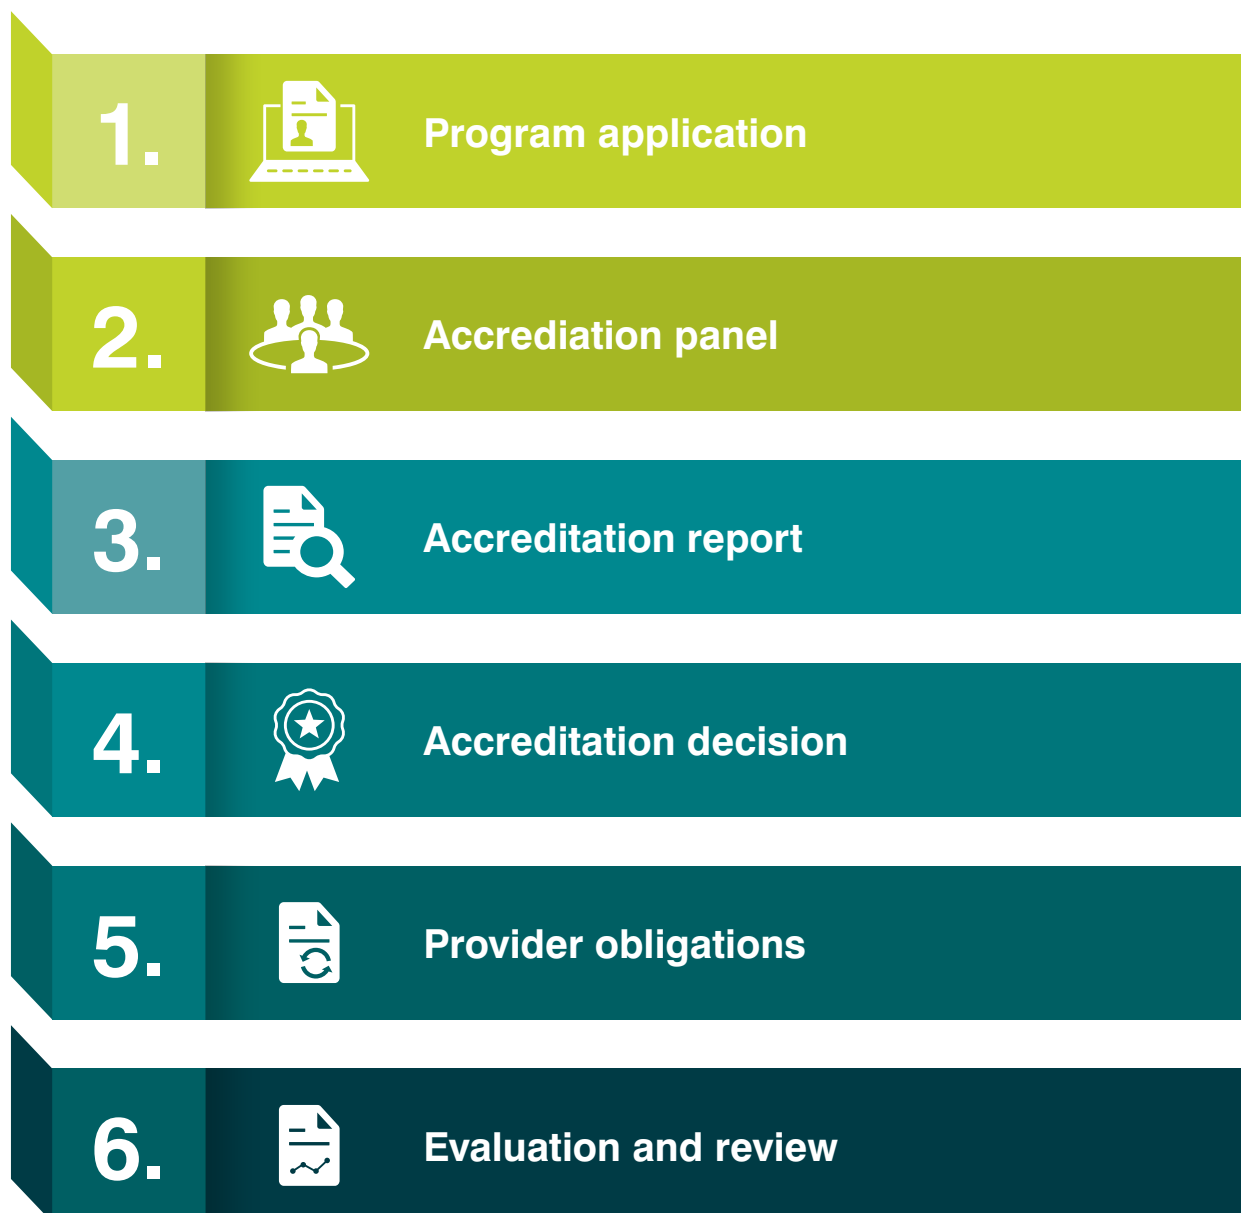 1. Program application
2. Accrediation panel
3. Accreditation report
4. Accreditation decision
5. Provider obligations
6. Evaluation and review